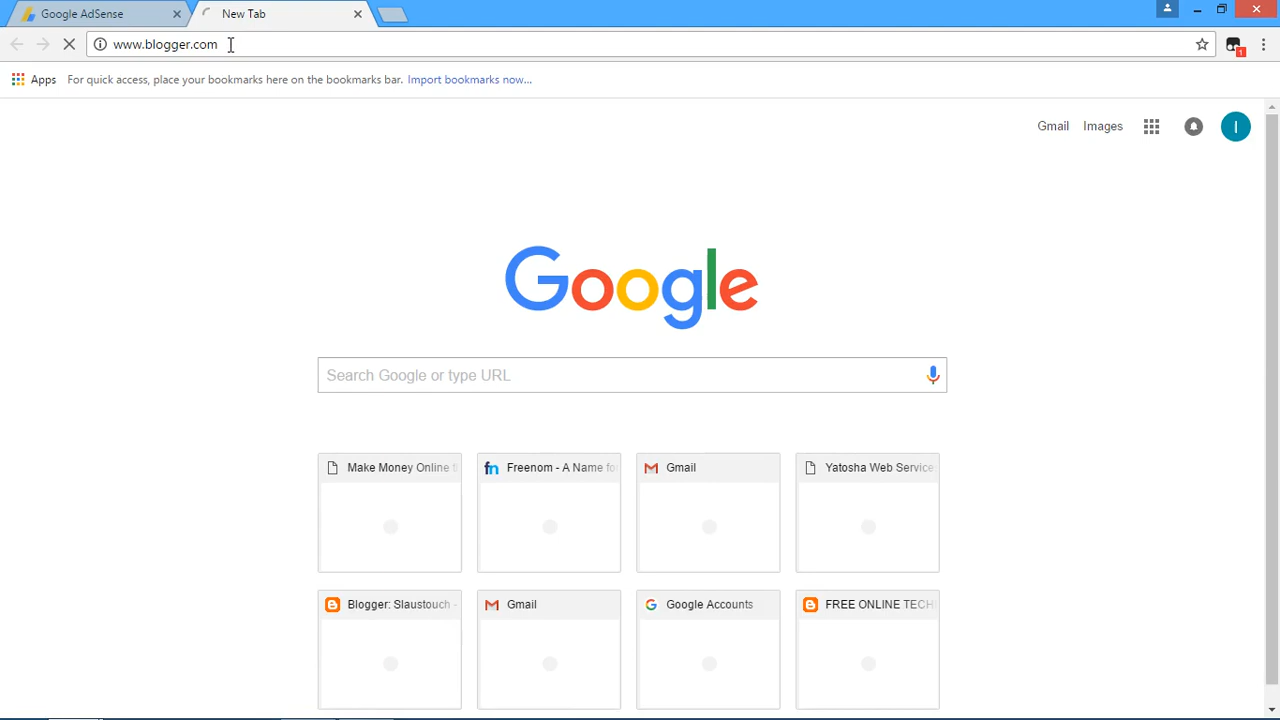 Google AdSense
New Tab
www.blogger.com
Apps For quick access, place your bookmarks here on the bookmarks bar. Import bookmarks now...
1
Gmail Images
I
Google
Search Google or type URL
Make Money Online t
Freenom - A Name fo
Gmail
Yatosha Web Service
Blogger: Slaustouch -
Gmail
Google Accounts
FREE ONLINE TECH